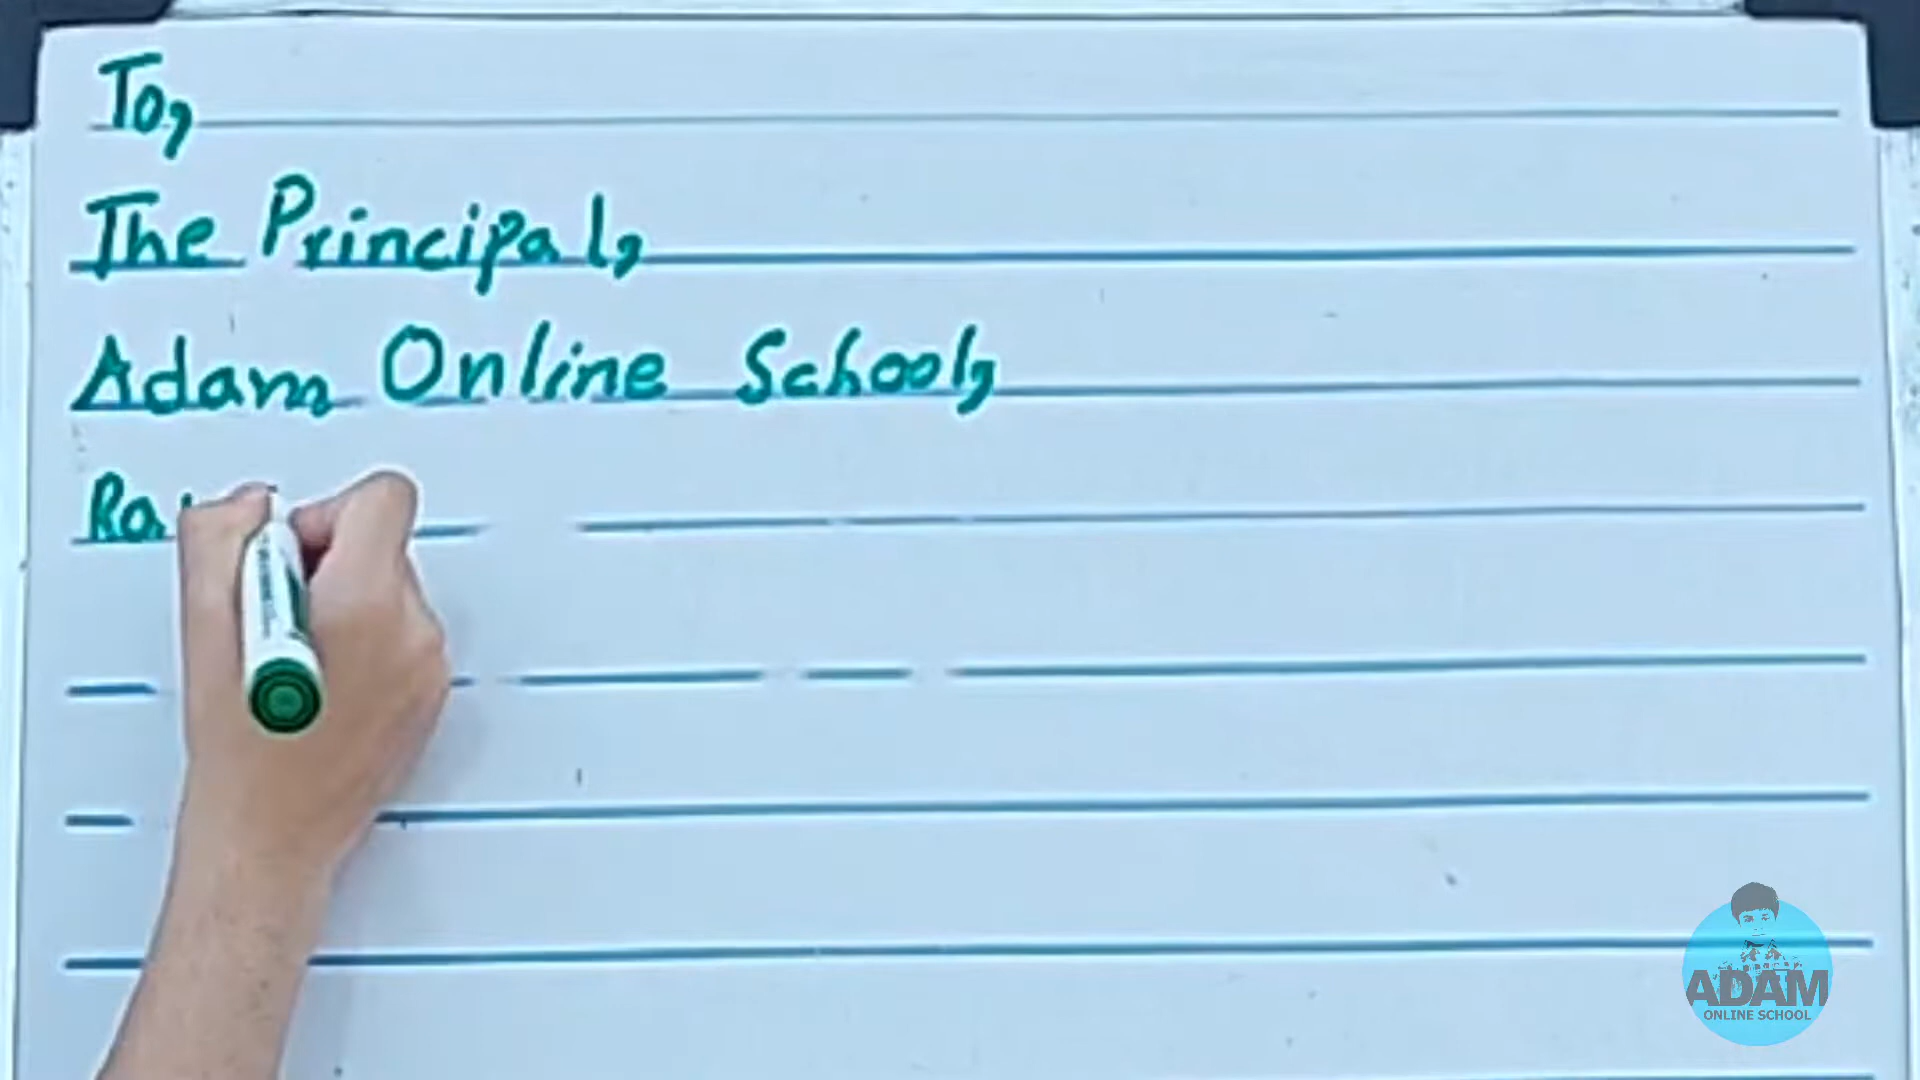 To,
The Principal,
Adam Online School,
ADAM
ONLINE SCHOOL